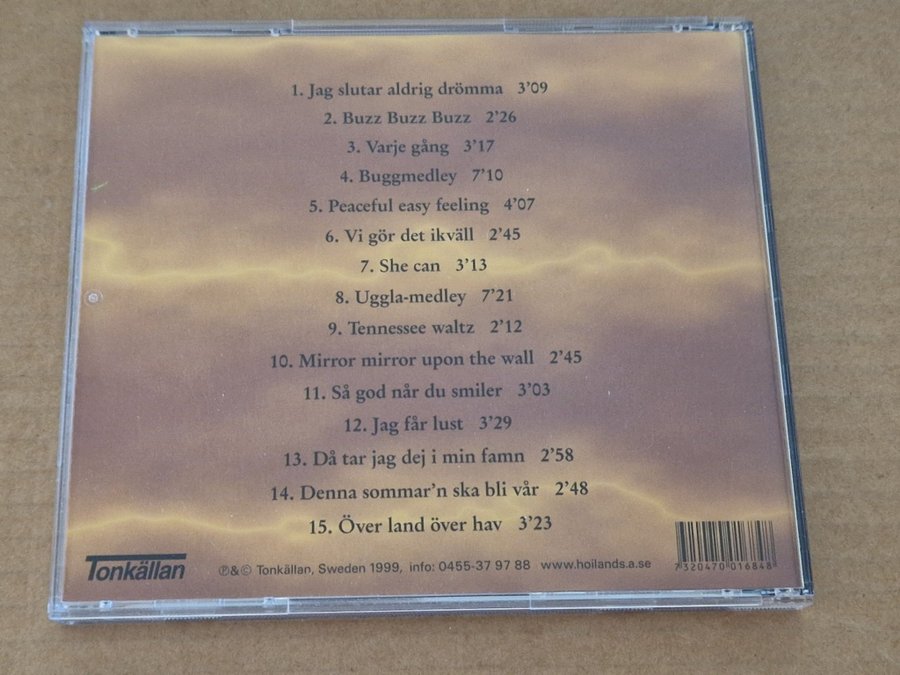 1. Jag slutar aldrig drömma 3'09
2. Buzz Buzz Buzz 2'26
3. Varje gång 3'17
4. Buggmedley 7'10
5. Peaceful easy feeling 4'07
6. Vi gör det ikväll 2'45
7. She can 3'13
8. Uggla-medley 7'21
9. Tennessee waltz 2'12
10. Mirror mirror upon the wall 2'45
11. Så god når du smiler 3'03
12. Jag får lust 3'29
13. Då tar jag dej i min famn 2'58
14. Denna sommar'n ska bli vår 2'48
15. Över land över hav 3'23
Tonkällan
℗&© Tonkällan, Sweden 1999, info: 0455-37 97 88 www.hoilands.a.se
7 320470 016848